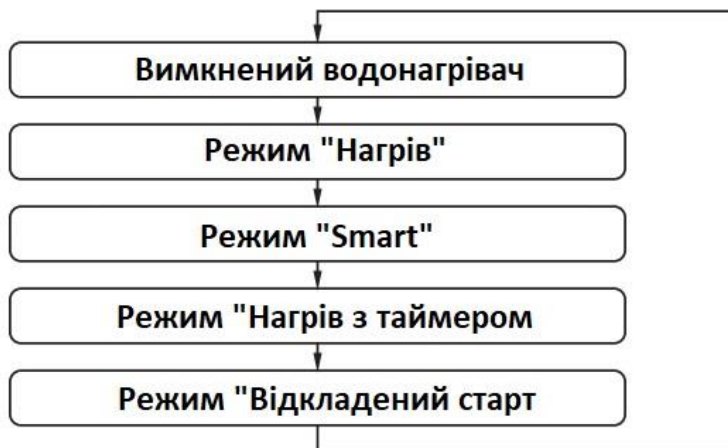 Вимкнений водонагрівач
Режим "Нагрів"
Режим "Smart"
Режим "Нагрів з таймером
Режим "Відкладений старт